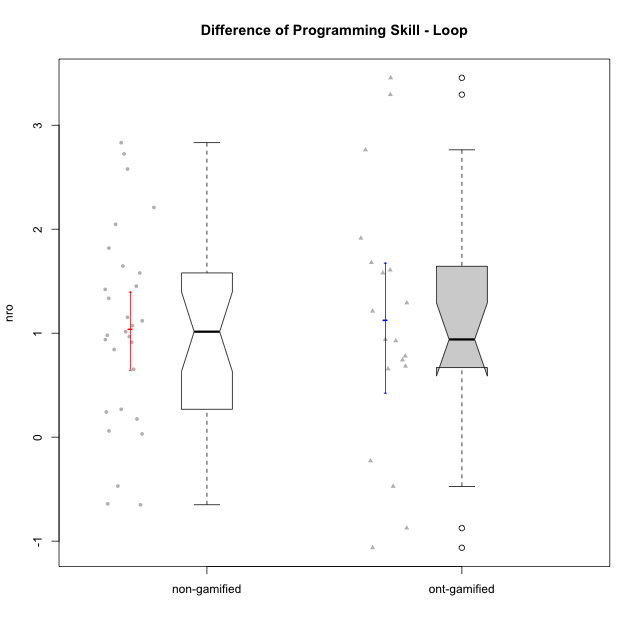 Difference of Programming Skill - Loop
nro
3
2
1
0
-1
non-gamified
ont-gamified